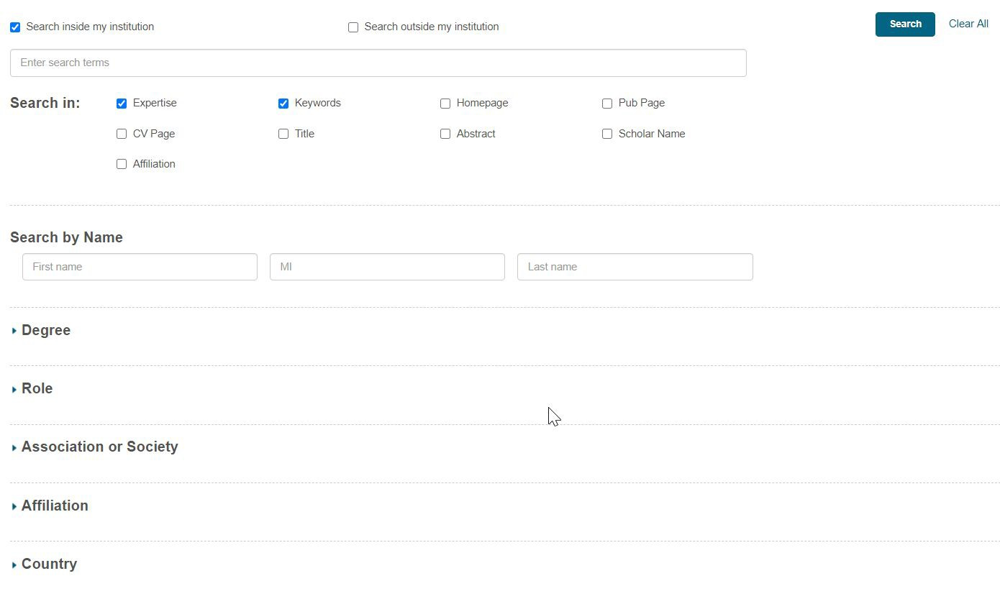 Search inside my institution Search outside my institution Search Clear All
Enter search terms
Search in: Expertise Keywords Homepage Pub Page
CV Page Title Abstract Scholar Name
Affiliation
Search by Name
First name MI Last name
Degree
Role
Association or Society
Affiliation
Country